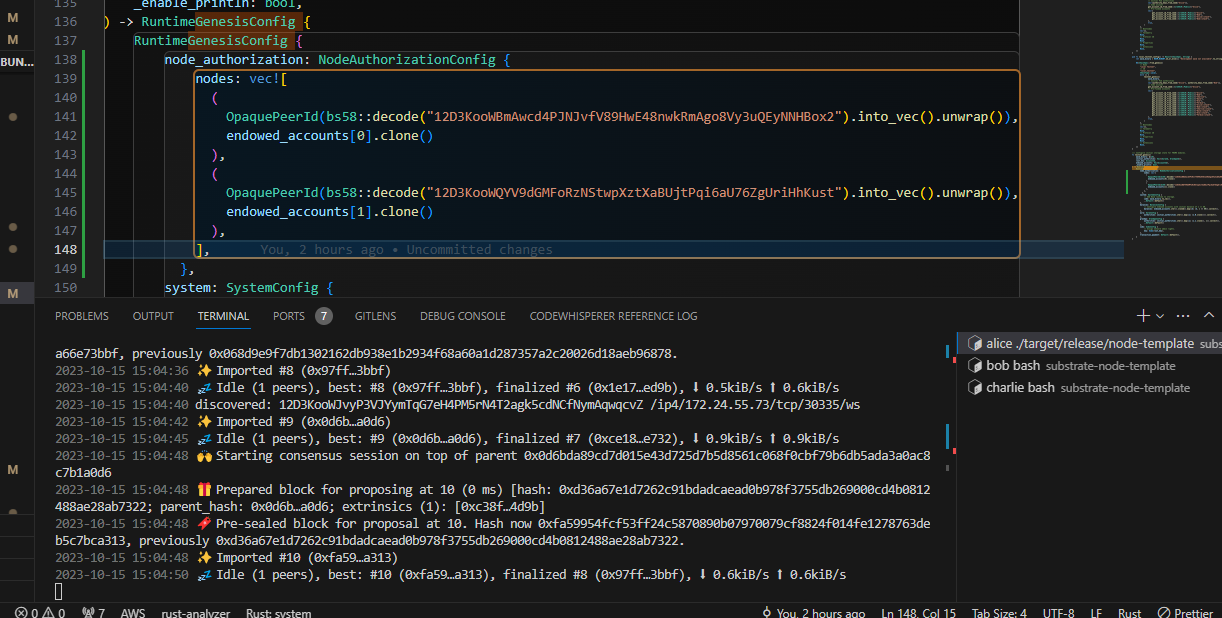 135 _enable_println: bool,
136 ) -> RuntimeGenesisConfig {
137 RuntimeGenesisConfig {
138 node_authorization: NodeAuthorizationConfig {
139 nodes: vec![
140 (
141 OpaquePeerId(bs58::decode("12D3KooWBmAwcd4PJNJvfV89HwE48nwkRmAgo8Vy3uQEyNNHBox2").into_vec().unwrap()),
142 endowed_accounts[0].clone()
143 ),
144 (
145 OpaquePeerId(bs58::decode("12D3KooWQYV9dGMFoRzNStwpXztXaBUjtPqi6aU76ZgUriHhKust").into_vec().unwrap()),
146 endowed_accounts[1].clone()
147 ),
148 ], You, 2 hours ago • Uncommitted changes
149 },
150 system: SystemConfig {
M
M
BUN...
M
M
PROBLEMS OUTPUT TERMINAL PORTS 7 GITLENS DEBUG CONSOLE CODEWHISPERER REFERENCE LOG
a66e73bbf, previously 0x068d9e9f7db1302162db938e1b2934f68a60a1d287357a2c20026d18aeb96878.
2023-10-15 15:04:36 ✨ Imported #8 (0x97ff…3bbf)
2023-10-15 15:04:40 💤 Idle (1 peers), best: #8 (0x97ff…3bbf), finalized #6 (0x1e17…ed9b), ⬇ 0.5kiB/s ⬆ 0.6kiB/s
2023-10-15 15:04:40 discovered: 12D3KooWJvyP3VJYymTqG7eH4PM5rN4T2agk5cdNCfNymAqwqcvZ /ip4/172.24.55.73/tcp/30335/ws
2023-10-15 15:04:42 ✨ Imported #9 (0x0d6b…a0d6)
2023-10-15 15:04:45 💤 Idle (1 peers), best: #9 (0x0d6b…a0d6), finalized #7 (0xce18…e732), ⬇ 0.9kiB/s ⬆ 0.9kiB/s
2023-10-15 15:04:48 🙌 Starting consensus session on top of parent 0x0d6bda89cd7d015e43d725d7b5d8561c068f0cbf79b6db5ada3a0ac8
c7b1a0d6
2023-10-15 15:04:48 🎁 Prepared block for proposing at 10 (0 ms) [hash: 0xd36a67e1d7262c91bdadcaead0b978f3755db269000cd4b0812
488ae28ab7322; parent_hash: 0x0d6b…a0d6; extrinsics (1): [0xc38f…4d9b]
2023-10-15 15:04:48 🔖 Pre-sealed block for proposal at 10. Hash now 0xfa59954fcf53ff24c5870890b07970079cf8824f014fe1278763de
b5c7bca313, previously 0xd36a67e1d7262c91bdadcaead0b978f3755db269000cd4b0812488ae28ab7322.
2023-10-15 15:04:48 ✨ Imported #10 (0xfa59…a313)
2023-10-15 15:04:50 💤 Idle (1 peers), best: #10 (0xfa59…a313), finalized #8 (0x97ff…3bbf), ⬇ 0.6kiB/s ⬆ 0.6kiB/s
alice ./target/release/node-template subs
bob bash substrate-node-template
charlie bash substrate-node-template
0 0 7 AWS rust-analyzer Rust: system You, 2 hours ago Ln 148, Col 15 Tab Size: 4 UTF-8 LF Rust Prettier